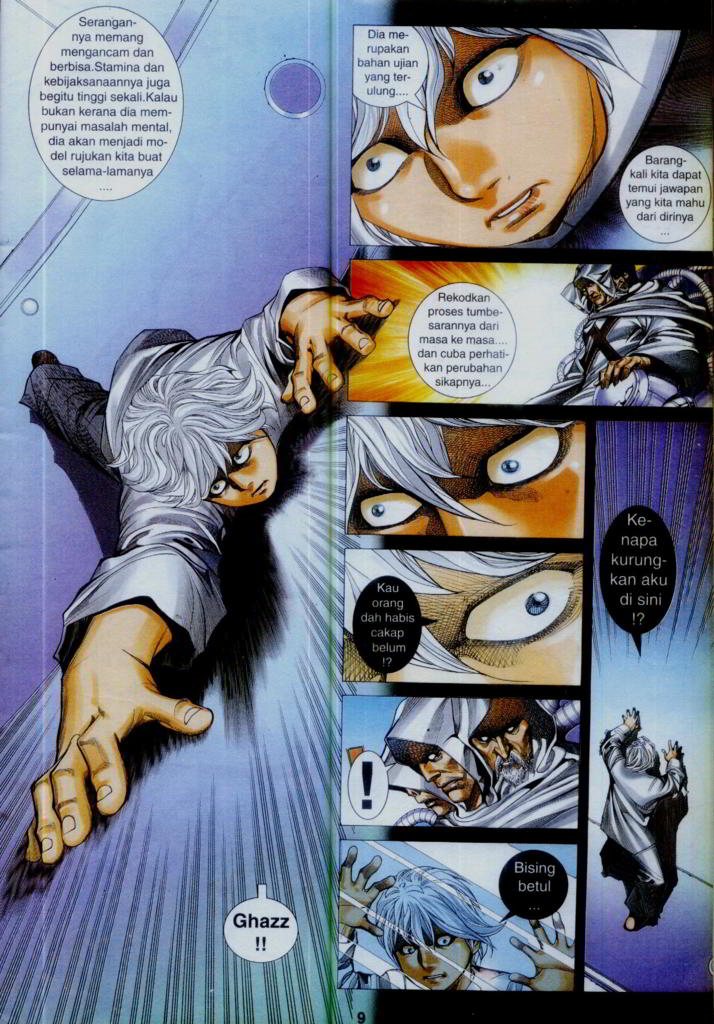 Serangan-
nya memang
mengancam dan
berbisa.Stamina dan
kebijaksanaannya juga
begitu tinggi sekali.Kalau
bukan kerana dia mem-
punyai masalah mental,
dia akan menjadi mo-
del rujukan kita buat
selama-lamanya
....
Dia me-
rupakan
bahan ujian
yang ter-
ulung....
Barang-
kali kita dapat
temui jawapan
yang kita mahu
dari dirinya
...
Rekodkan
proses tumbe-
sarannya dari
masa ke masa....
dan cuba perhati-
kan perubahan
sikapnya...
Ke-
napa
kurung-
kan aku
di sini
!?
Kau
orang
dah habis
cakap
belum
!?
!
Bising
betul
...
Ghazz
!!
9